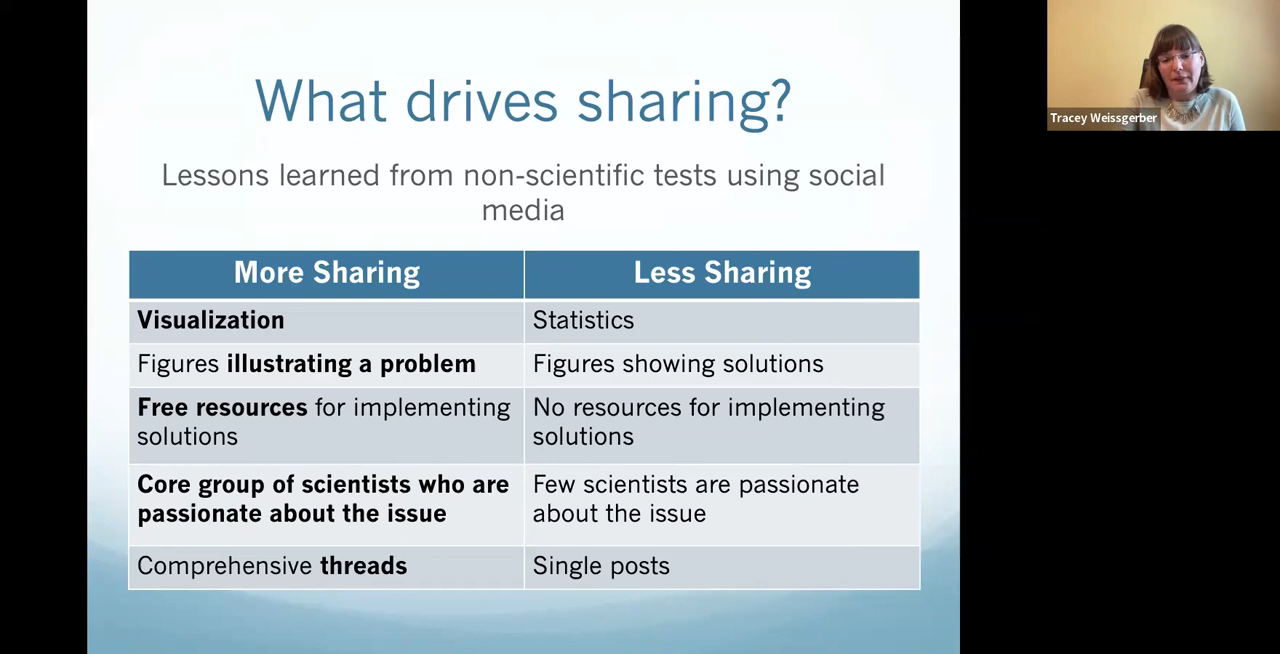 What drives sharing?
Lessons learned from non-scientific tests using social
media
More Sharing
Less Sharing
Visualization
Statistics
Figures illustrating a problem
Figures showing solutions
Free resources for implementing
solutions
No resources for implementing
solutions
Core group of scientists who are
passionate about the issue
Few scientists are passionate
about the issue
Comprehensive threads
Single posts
Tracey Weissgerber